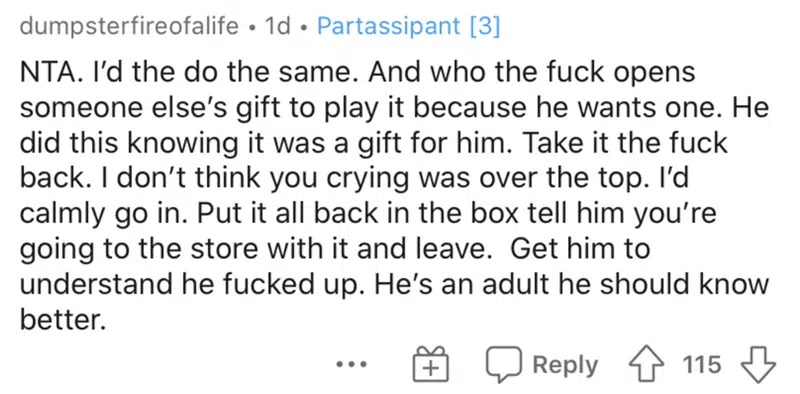 dumpsterfireofalife • 1d • Partassipant [3]
NTA. I'd the do the same. And who the fuck opens
someone else's gift to play it because he wants one. He
did this knowing it was a gift for him. Take it the fuck
back. I don't think you crying was over the top. I'd
calmly go in. Put it all back in the box tell him you're
going to the store with it and leave.  Get him to
understand he fucked up. He's an adult he should know
better.
••• Reply 115